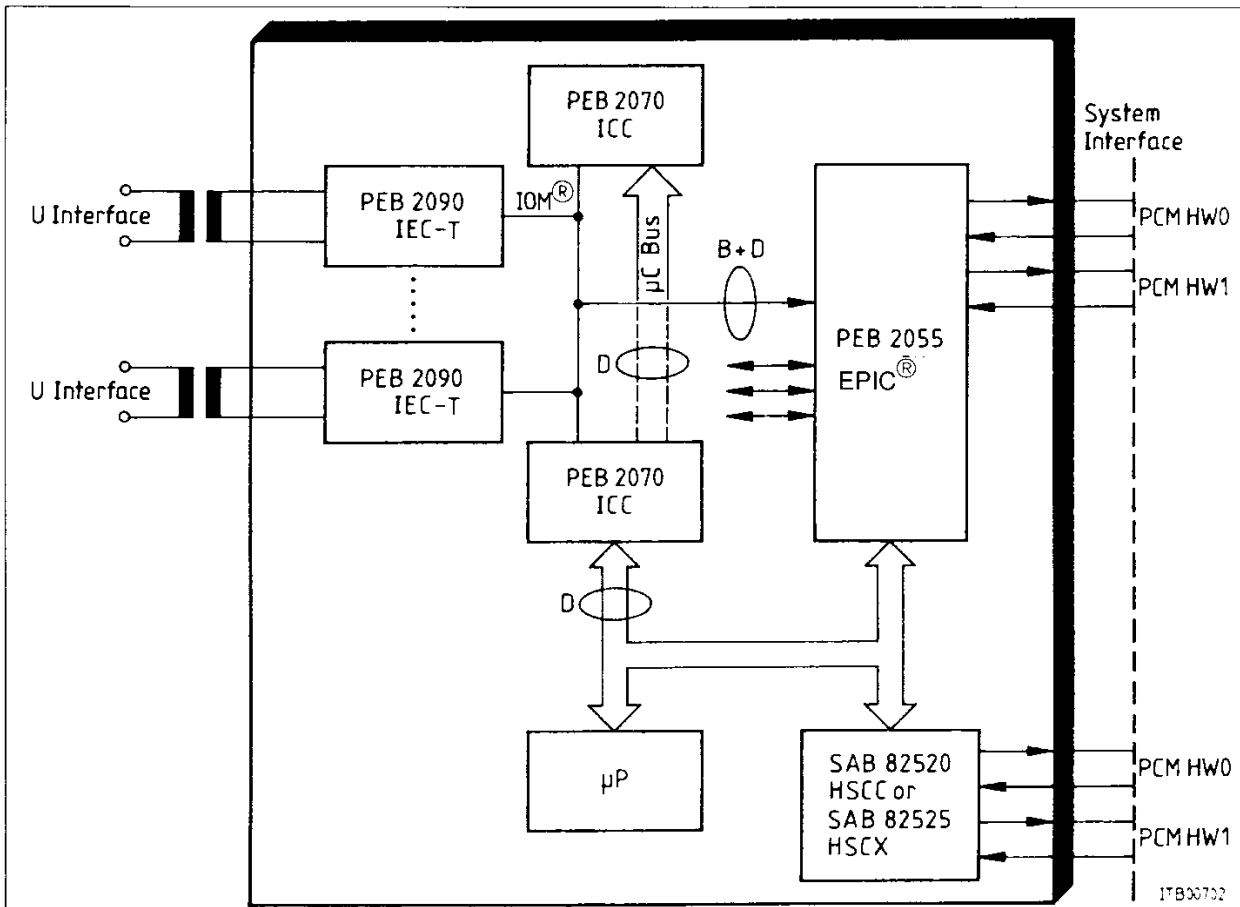 PEB 2070
ICC
System
Interface
U Interface
PEB 2090
IEC-T
IOM®
µC Bus
B+D
PCM HW0
PCM HW1
PEB 2055
EPIC®
D
U Interface
PEB 2090
IEC-T
PEB 2070
ICC
D
µP
SAB 82520
HSCC or
SAB 82525
HSCX
PCM HW0
PCM HW1
ITB00702